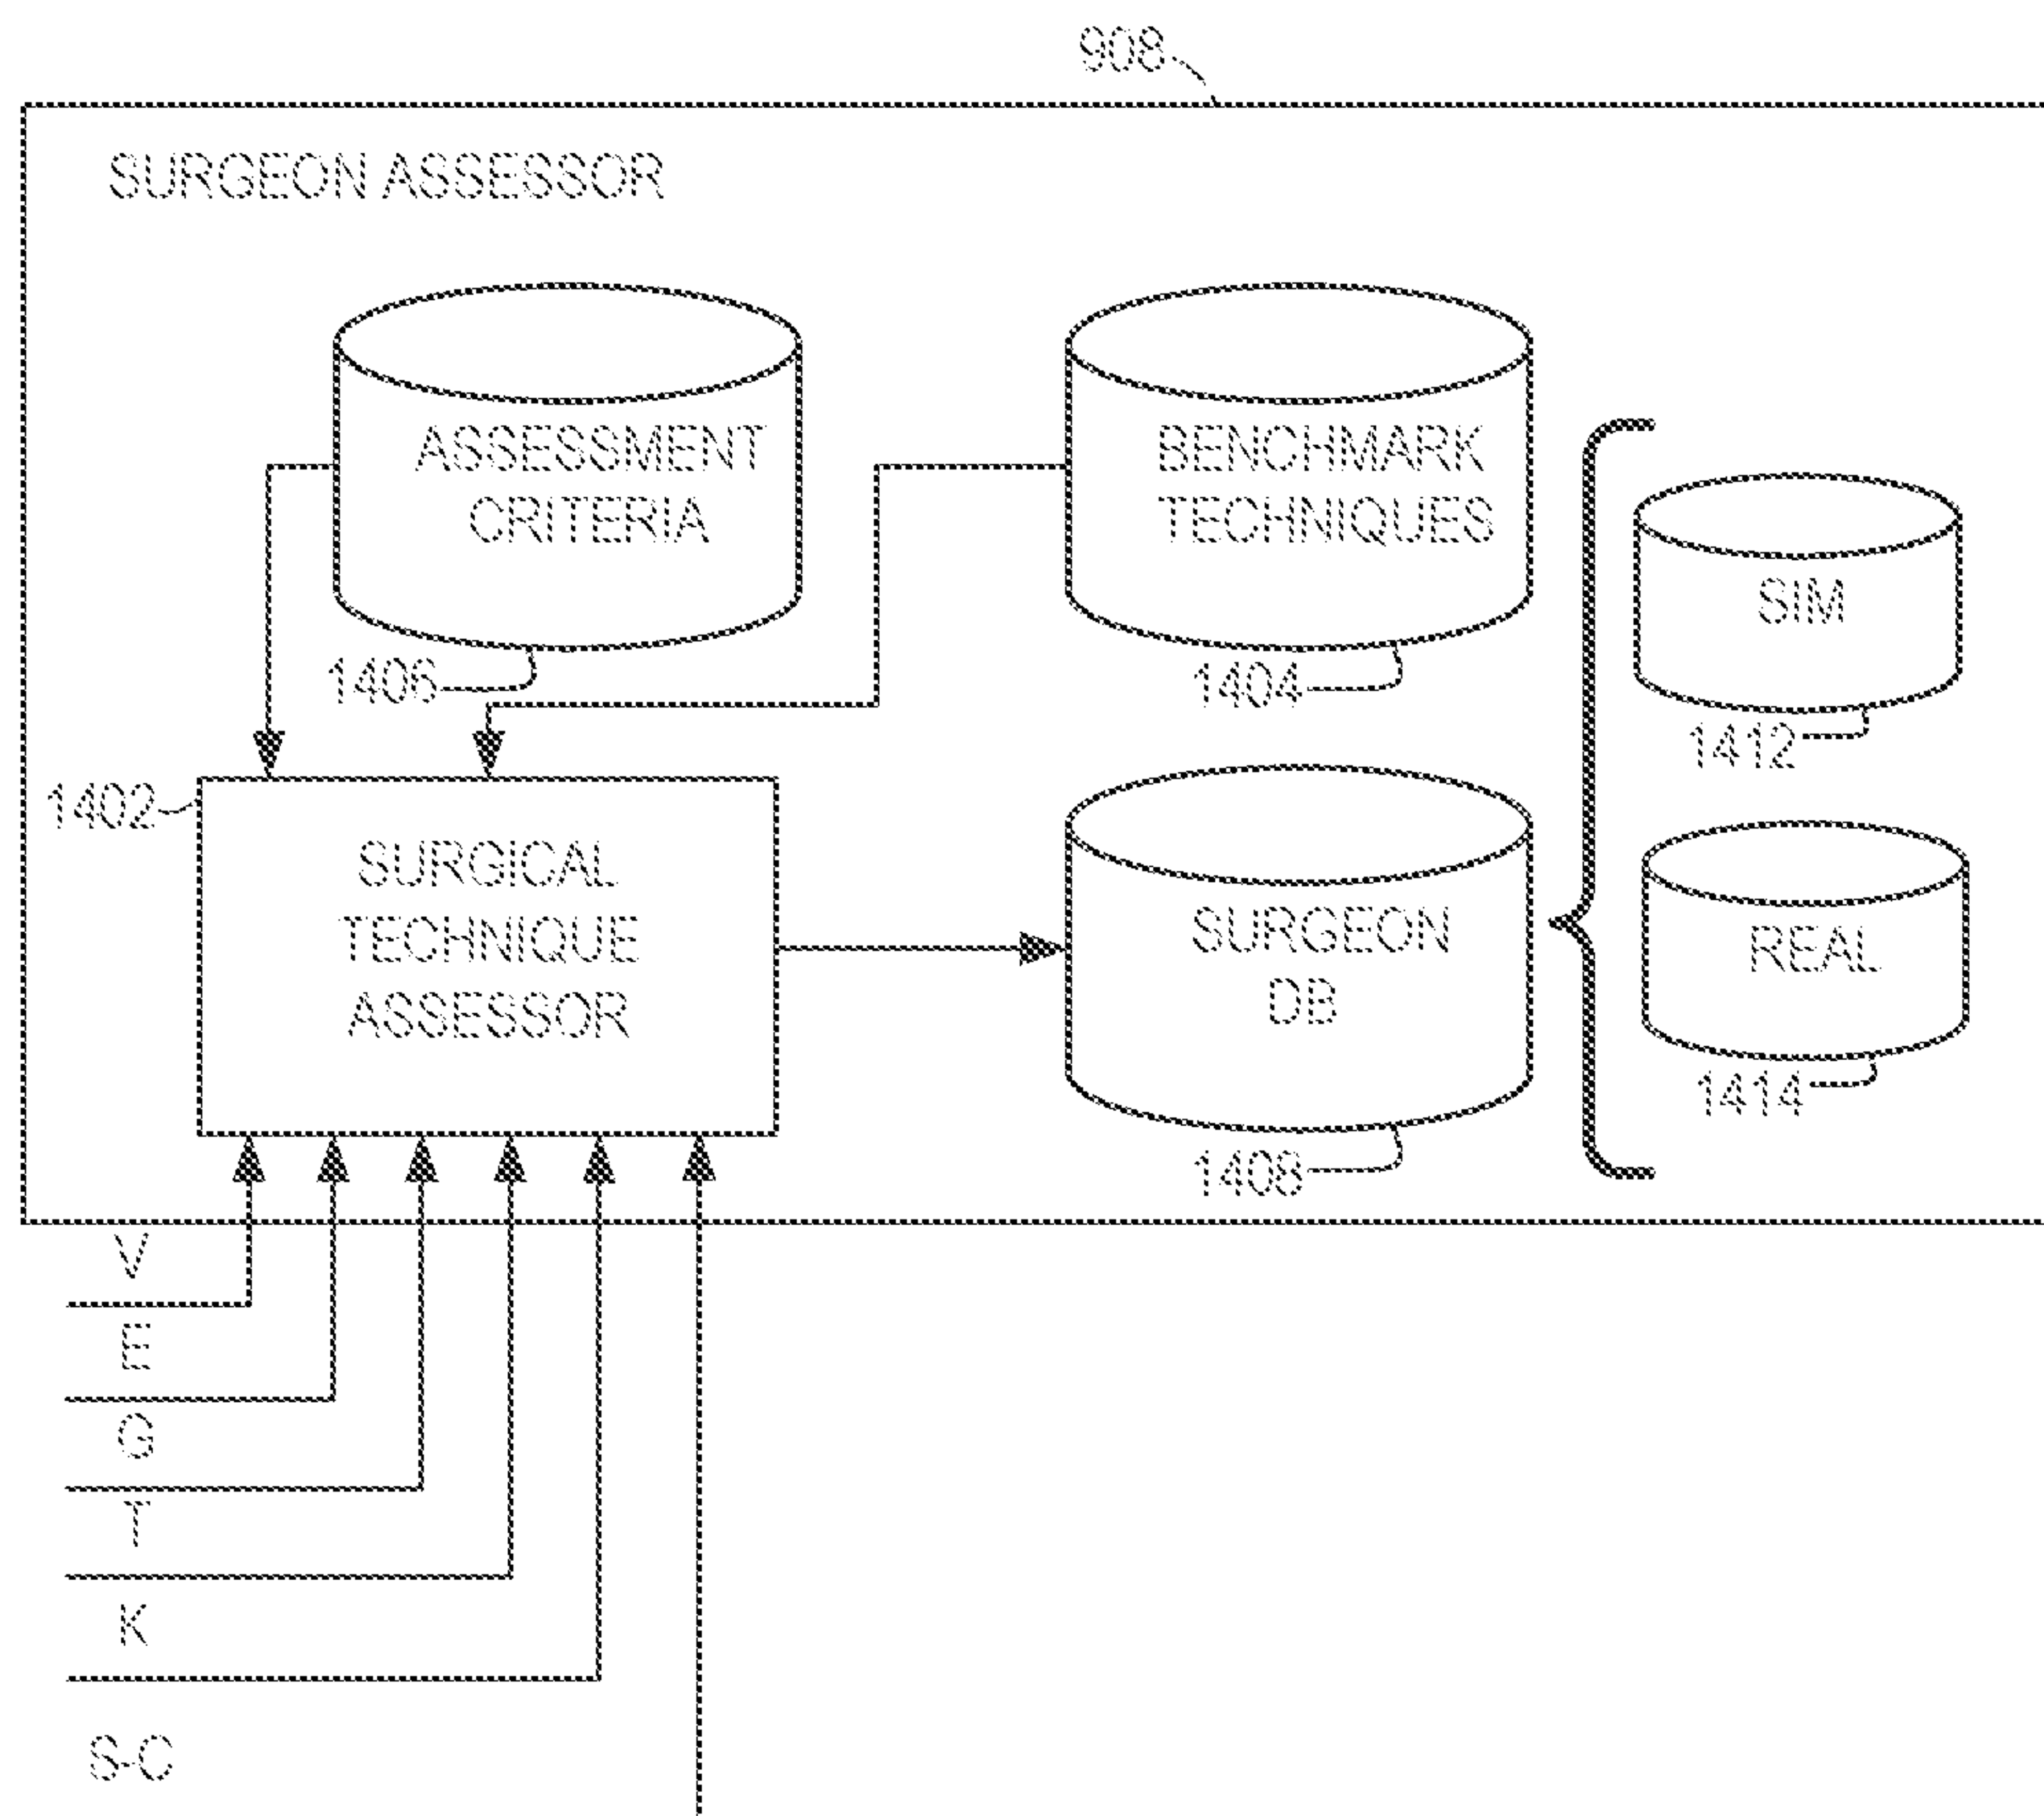 908
SURGEON ASSESSOR
ASSESSMENT
CRITERIA
BENCHMARK
TECHNIQUES
SIM
1406
1404
1412
1402
SURGICAL
TECHNIQUE
ASSESSOR
SURGEON
DB
REAL
1414
1408
V
E
G
T
K
S-C